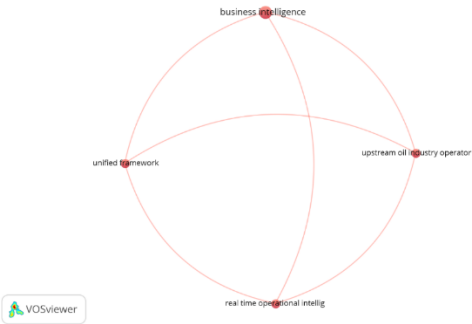 business intelligence
upstream oil industry operator
unified framework
real time operational intellig
VOSviewer